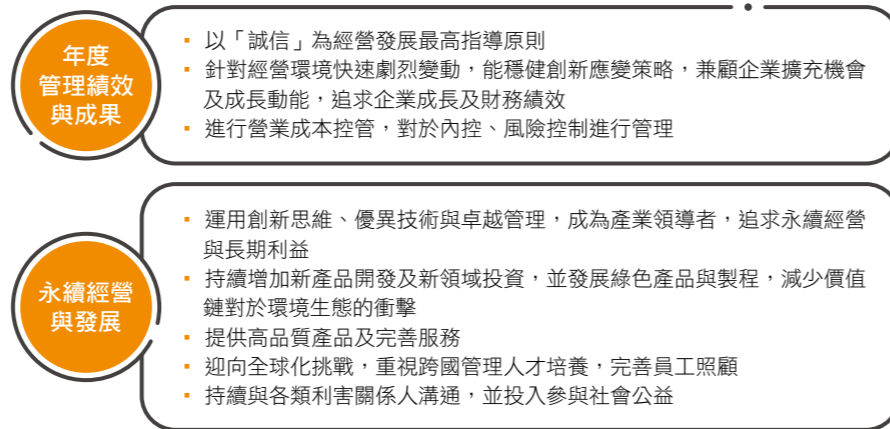 年度
管理績效
與成果
▪ 以「誠信」為經營發展最高指導原則
▪ 針對經營環境快速劇烈變動，能穩健創新應變策略，兼顧企業擴充機會
及成長動能，追求企業成長及財務績效
▪ 進行營業成本控管，對於內控、風險控制進行管理
永續經營
與發展
▪ 運用創新思維、優異技術與卓越管理，成為產業領導者，追求永續經營
與長期利益
▪ 持續增加新產品開發及新領域投資，並發展綠色產品與製程，減少價值
鏈對於環境生態的衝擊
▪ 提供高品質產品及完善服務
▪ 迎向全球化挑戰，重視跨國管理人才培養，完善員工照顧
▪ 持續與各類利害關係人溝通，並投入參與社會公益